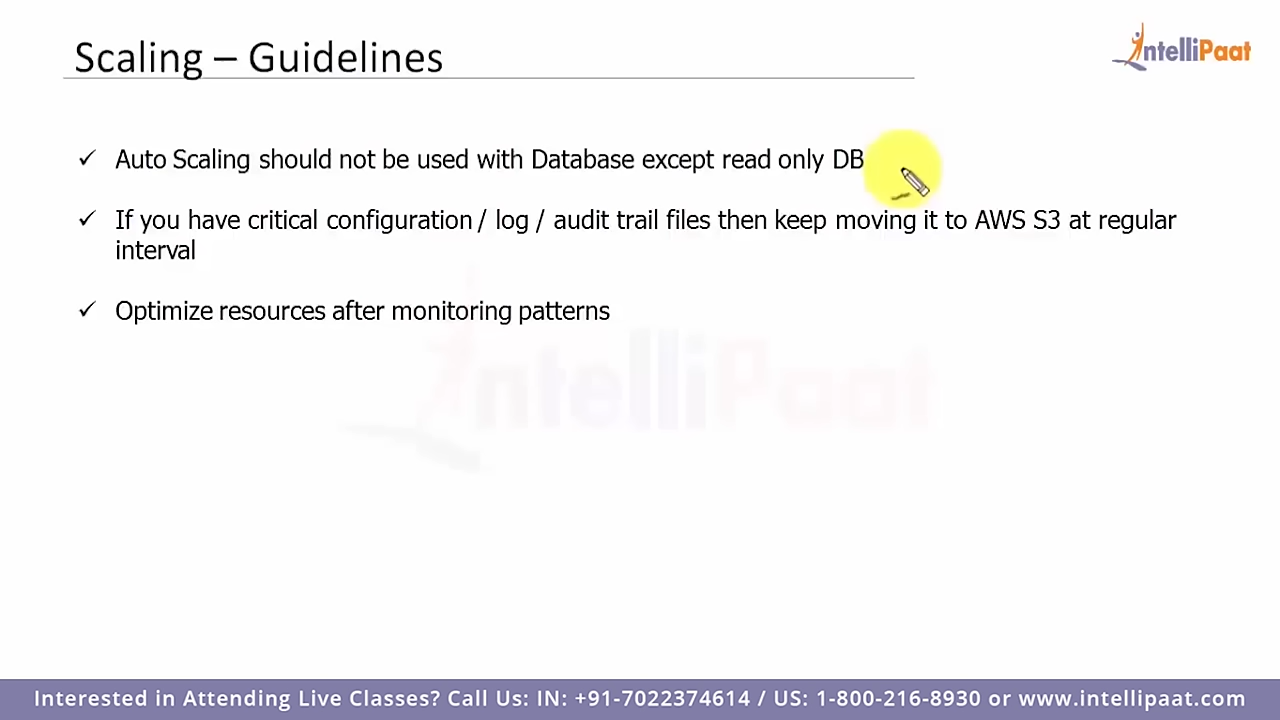 Scaling – Guidelines
IntelliPaat
✓ Auto Scaling should not be used with Database except read only DB
✓ If you have critical configuration / log / audit trail files then keep moving it to AWS S3 at regular
interval
✓ Optimize resources after monitoring patterns
IntelliPaat
Interested in Attending Live Classes? Call Us: IN: +91-7022374614 / US: 1-800-216-8930 or www.intellipaat.com